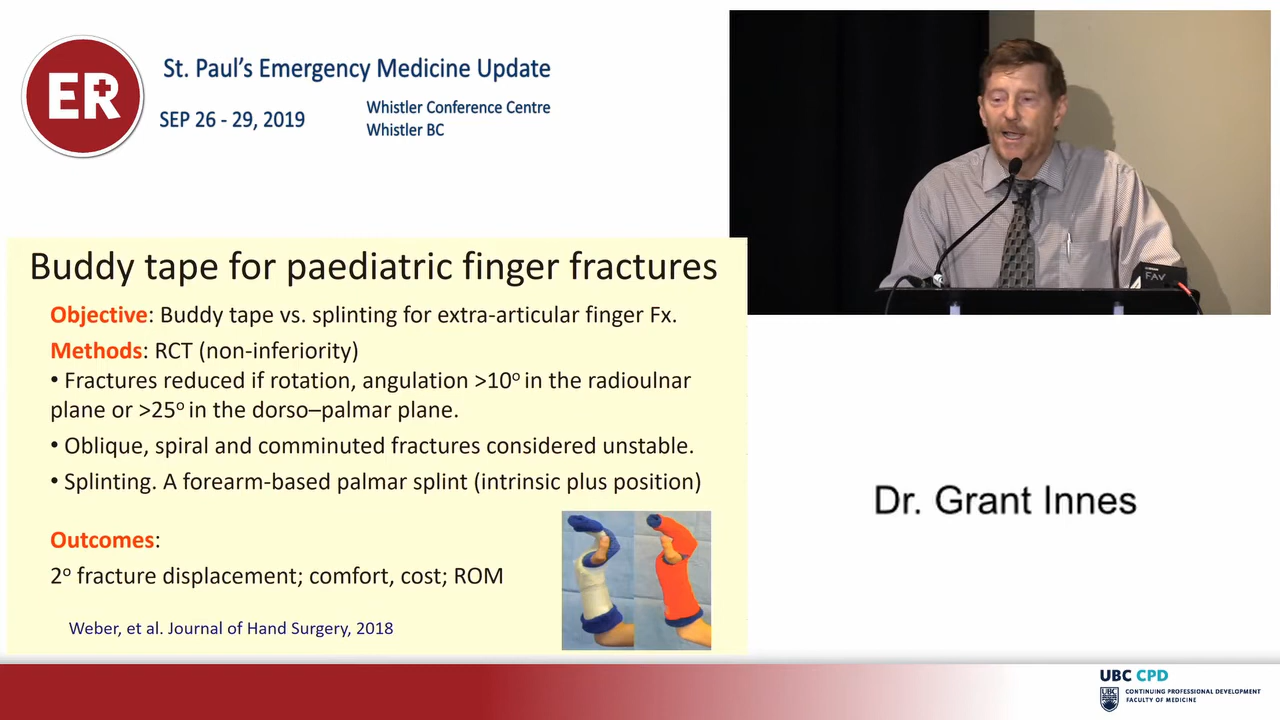 ER
St. Paul's Emergency Medicine Update
SEP 26 - 29, 2019
Whistler Conference Centre
Whistler BC
Buddy tape for paediatric finger fractures
Objective: Buddy tape vs. splinting for extra-articular finger Fx.
Methods: RCT (non-inferiority)
• Fractures reduced if rotation, angulation >10º in the radioulnar
plane or >25º in the dorso–palmar plane.
• Oblique, spiral and comminuted fractures considered unstable.
• Splinting. A forearm-based palmar splint (intrinsic plus position)
Outcomes:
2º fracture displacement; comfort, cost; ROM
Weber, et al. Journal of Hand Surgery, 2018
FAV
Dr. Grant Innes
UBC CPD
CONTINUING PROFESSIONAL DEVELOPMENT
FACULTY OF MEDICINE